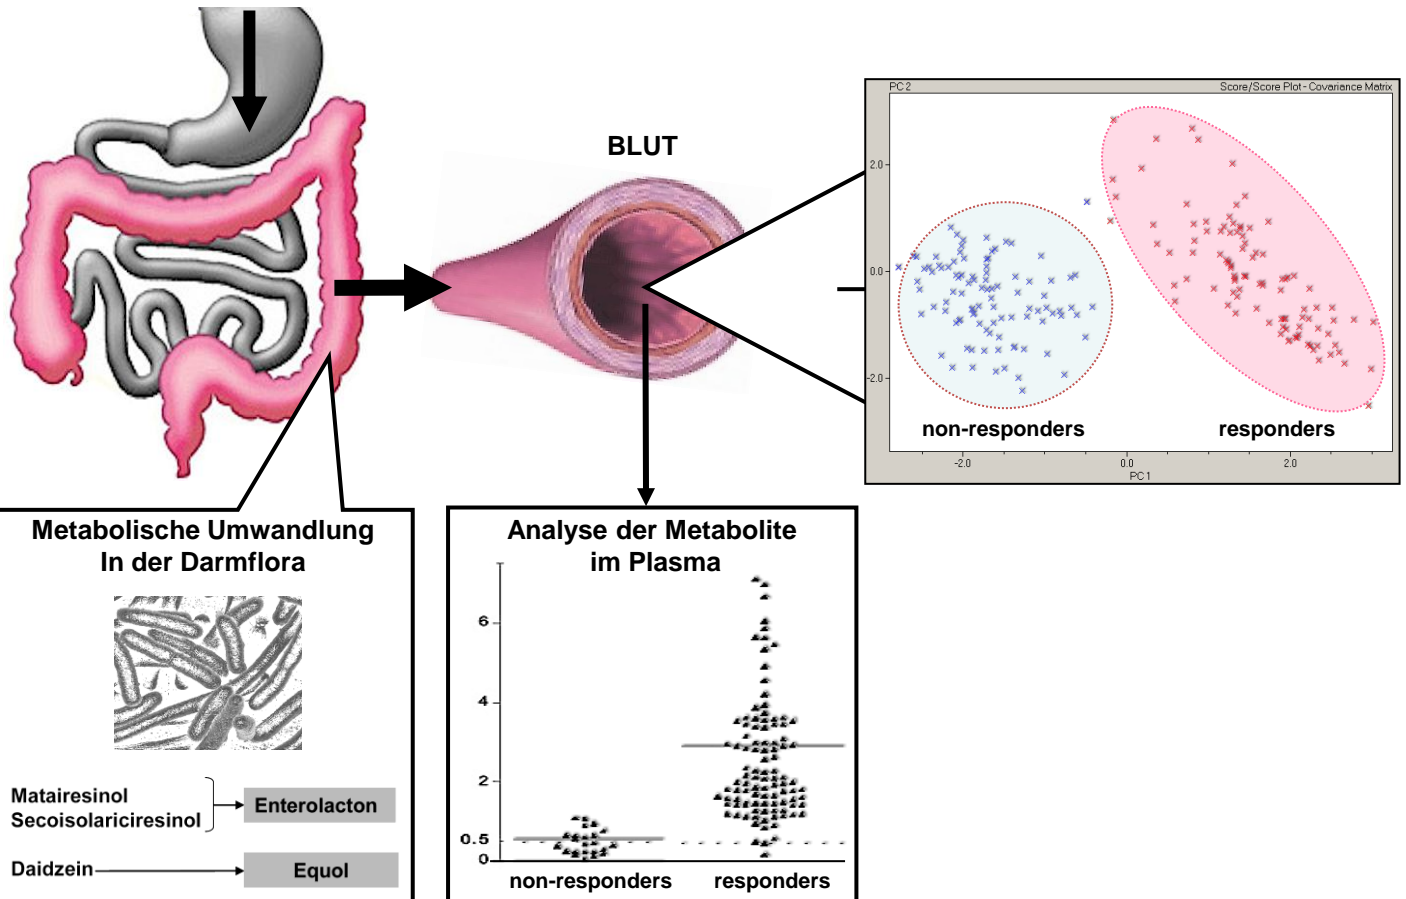 BLUT
PC 2
Score/Score Plot - Covariance Matrix
2.0
0.0
-2.0
non-responders
responders
-2.0
0.0
2.0
PC 1
Metabolische Umwandlung
In der Darmflora
Matairesinol
Secoisolariciresinol
Enterolacton
Daidzein
Equol
Analyse der Metabolite
im Plasma
6
4
2
0.5
0
non-responders
responders